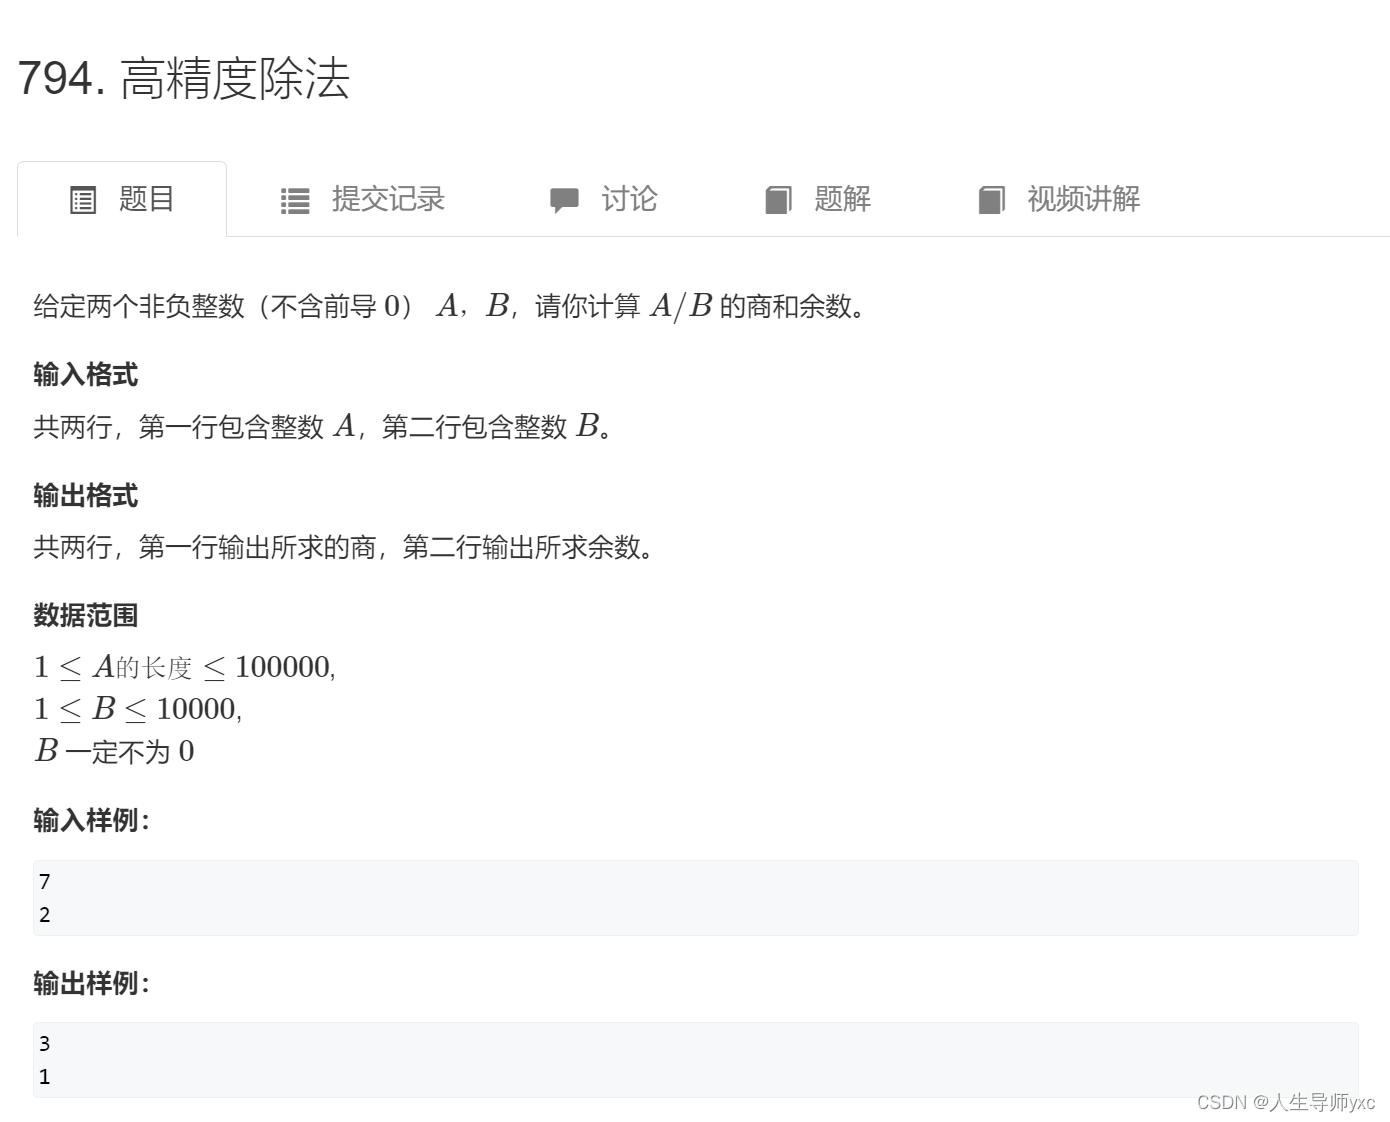 794. 高精度除法
题目 提交记录 讨论 题解 视频讲解
给定两个非负整数（不含前导 0） A，B，请你计算 A/B 的商和余数。
输入格式
共两行，第一行包含整数 A，第二行包含整数 B。
输出格式
共两行，第一行输出所求的商，第二行输出所求余数。
数据范围
1 ≤ A的长度 ≤ 100000,
1 ≤ B ≤ 10000,
B 一定不为 0
输入样例：
7
2
输出样例：
3
1
CSDN @人生导师yxc